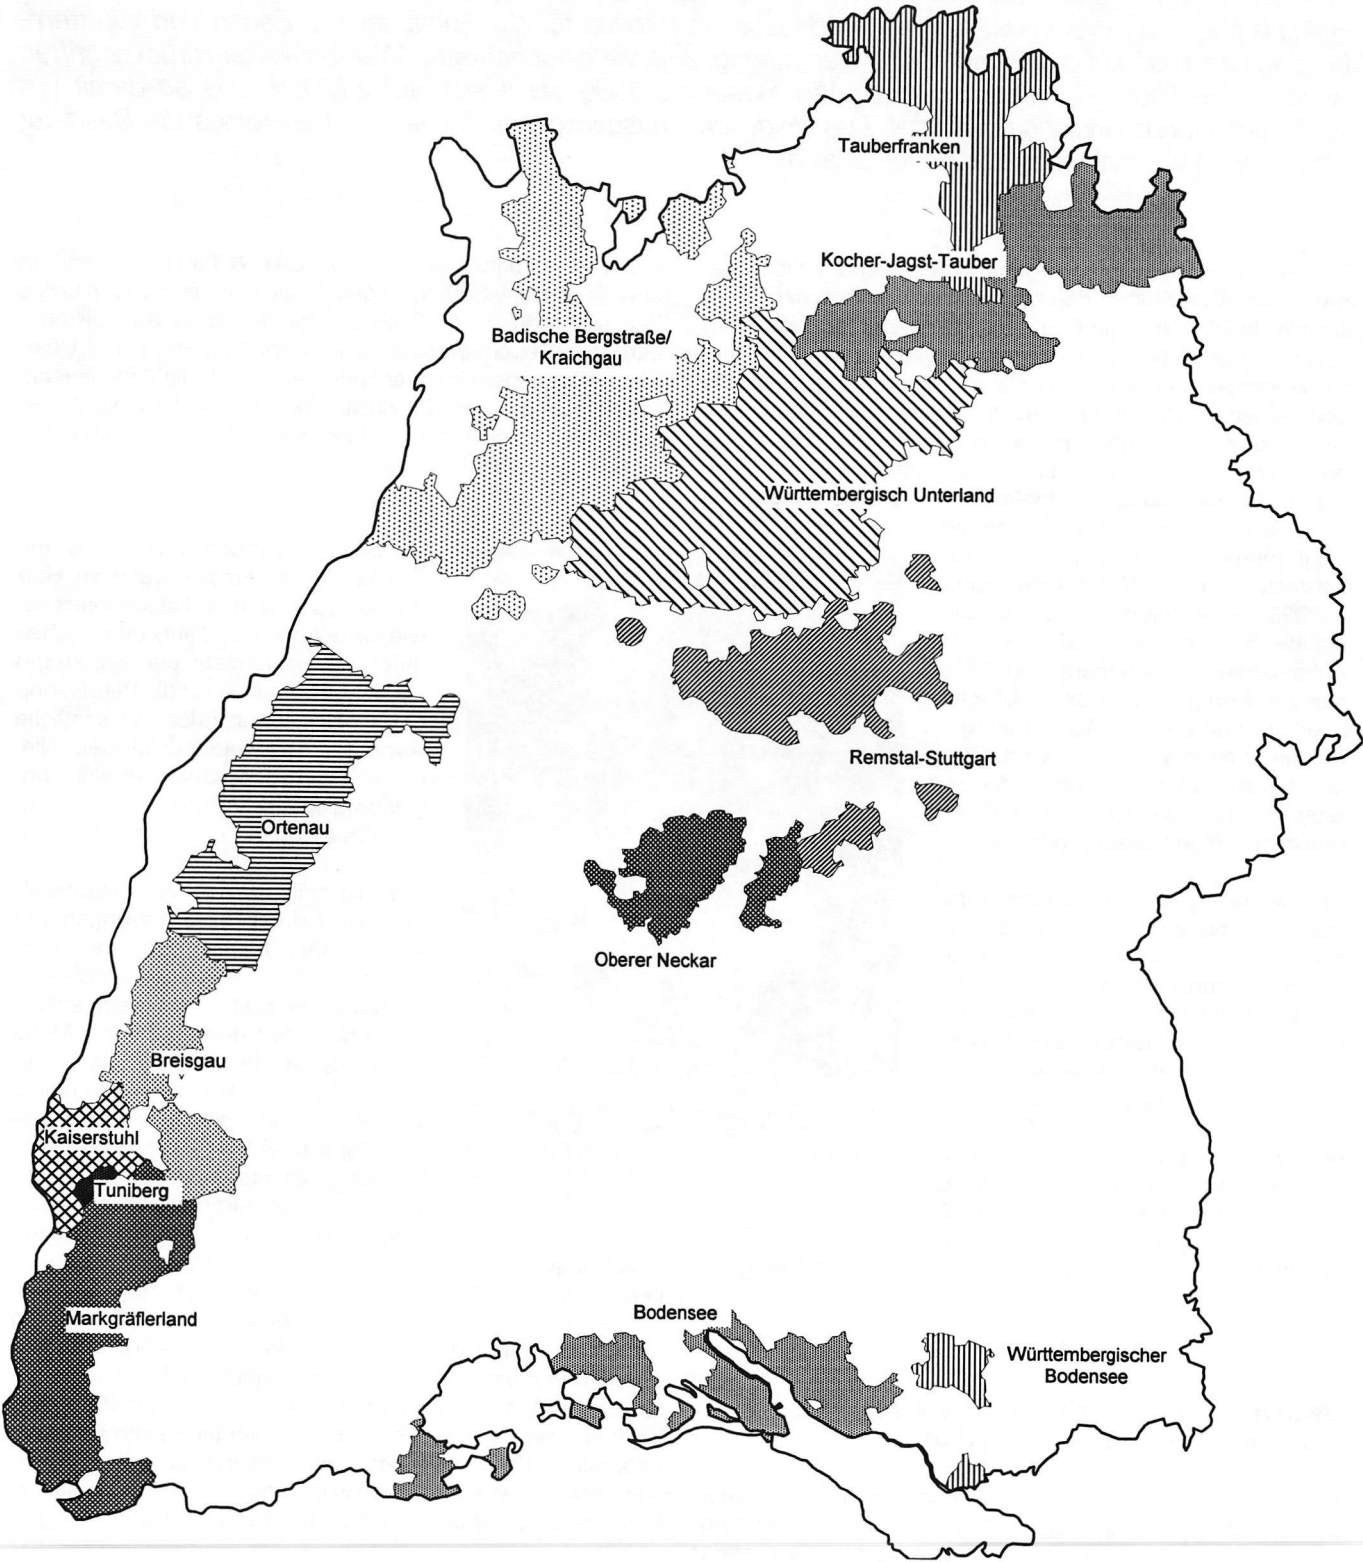 Tauberfranken
Kocher-Jagst-Tauber
Badische Bergstraße/
Kraichgau
Württembergisch Unterland
Remstal-Stuttgart
Ortenau
Oberer Neckar
Breisgau
Kaiserstuhl
Tuniberg
Markgräflerland
Bodensee
Württembergischer
Bodensee